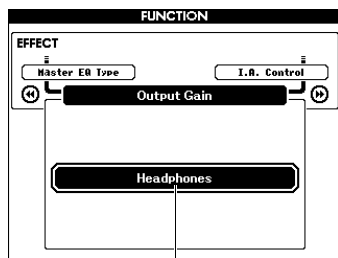 FUNCTION
EFFECT
Master EQ Type
I.A. Control
Output Gain
Headphones